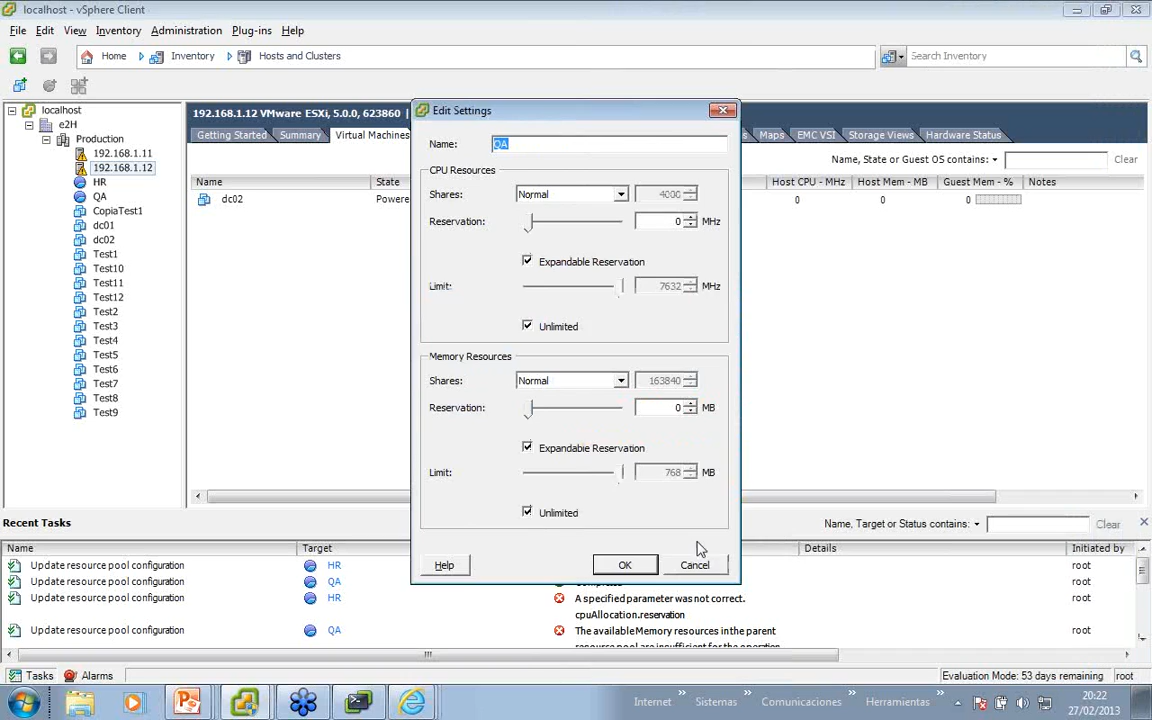 localhost - vSphere Client
File Edit View Inventory Administration Plug-ins Help
Home Inventory Hosts and Clusters Search Inventory
localhost
e2H
Production
192.168.1.11
192.168.1.12
HR
QA
CopiaTest1
dc01
dc02
Test1
Test10
Test11
Test12
Test2
Test3
Test4
Test5
Test6
Test7
Test8
Test9
192.168.1.12 VMware ESXi, 5.0.0, 623860
Getting Started Summary Virtual Machines Maps EMC VSI Storage Views Hardware Status
Name, State or Guest OS contains: Clear
Name State Host CPU - MHz Host Mem - MB Guest Mem - % Notes
dc02 Powere 0 0 0
Edit Settings
Name: QA
CPU Resources
Shares: Normal 4000
Reservation: 0 MHz
Expandable Reservation
Limit: 7632 MHz
Unlimited
Memory Resources
Shares: Normal 163840
Reservation: 0 MB
Expandable Reservation
Limit: 768 MB
Unlimited
Help OK Cancel
Recent Tasks Name, Target or Status contains: Clear
Name Target Details Initiated by
Update resource pool configuration HR root
Update resource pool configuration QA Completed root
Update resource pool configuration HR A specified parameter was not correct. root
cpuAllocation.reservation
Update resource pool configuration QA The available Memory resources in the parent root
resource pool are insufficient for the operation
Tasks Alarms Evaluation Mode: 53 days remaining root
Internet Sistemas Comunicaciones Herramientas 20:22
27/02/2013